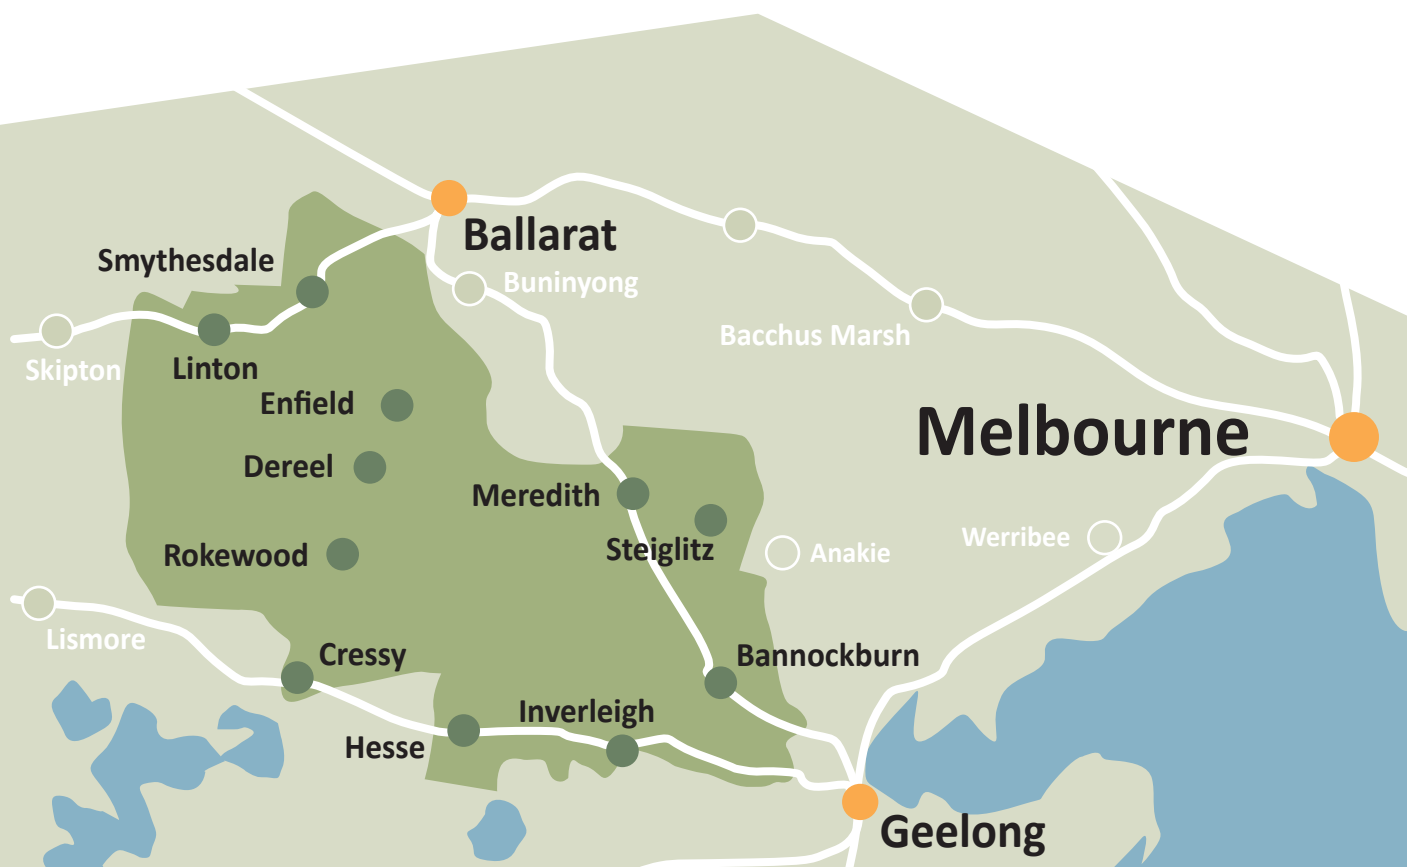 Ballarat
Smythesdale
Buninyong
Bacchus Marsh
Skipton
Linton
Enfield
Melbourne
Dereel
Meredith
Werribee
Steiglitz
Anakie
Rokewood
Lismore
Cressy
Bannockburn
Inverleigh
Hesse
Geelong